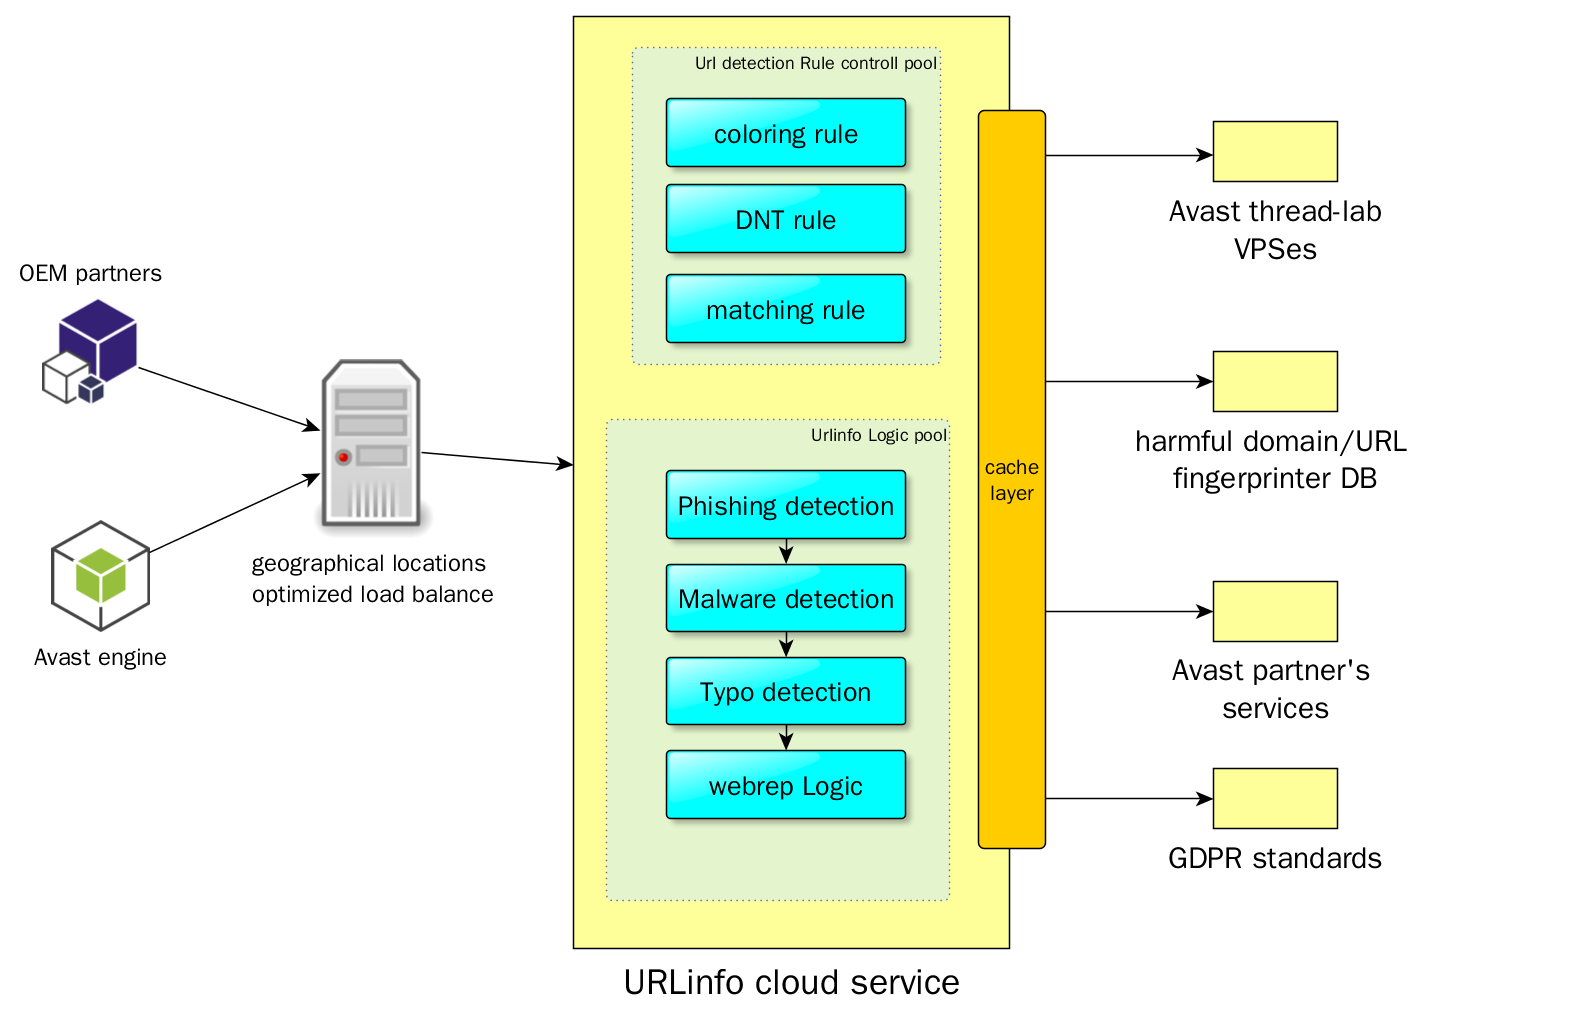 OEM partners
Avast engine
geographical locations
optimized load balance
Url detection Rule controll pool
coloring rule
DNT rule
matching rule
Urlinfo Logic pool
Phishing detection
Malware detection
Typo detection
webrep Logic
cache
layer
URLinfo cloud service
Avast thread-lab
VPSes
harmful domain/URL
fingerprinter DB
Avast partner's
services
GDPR standards